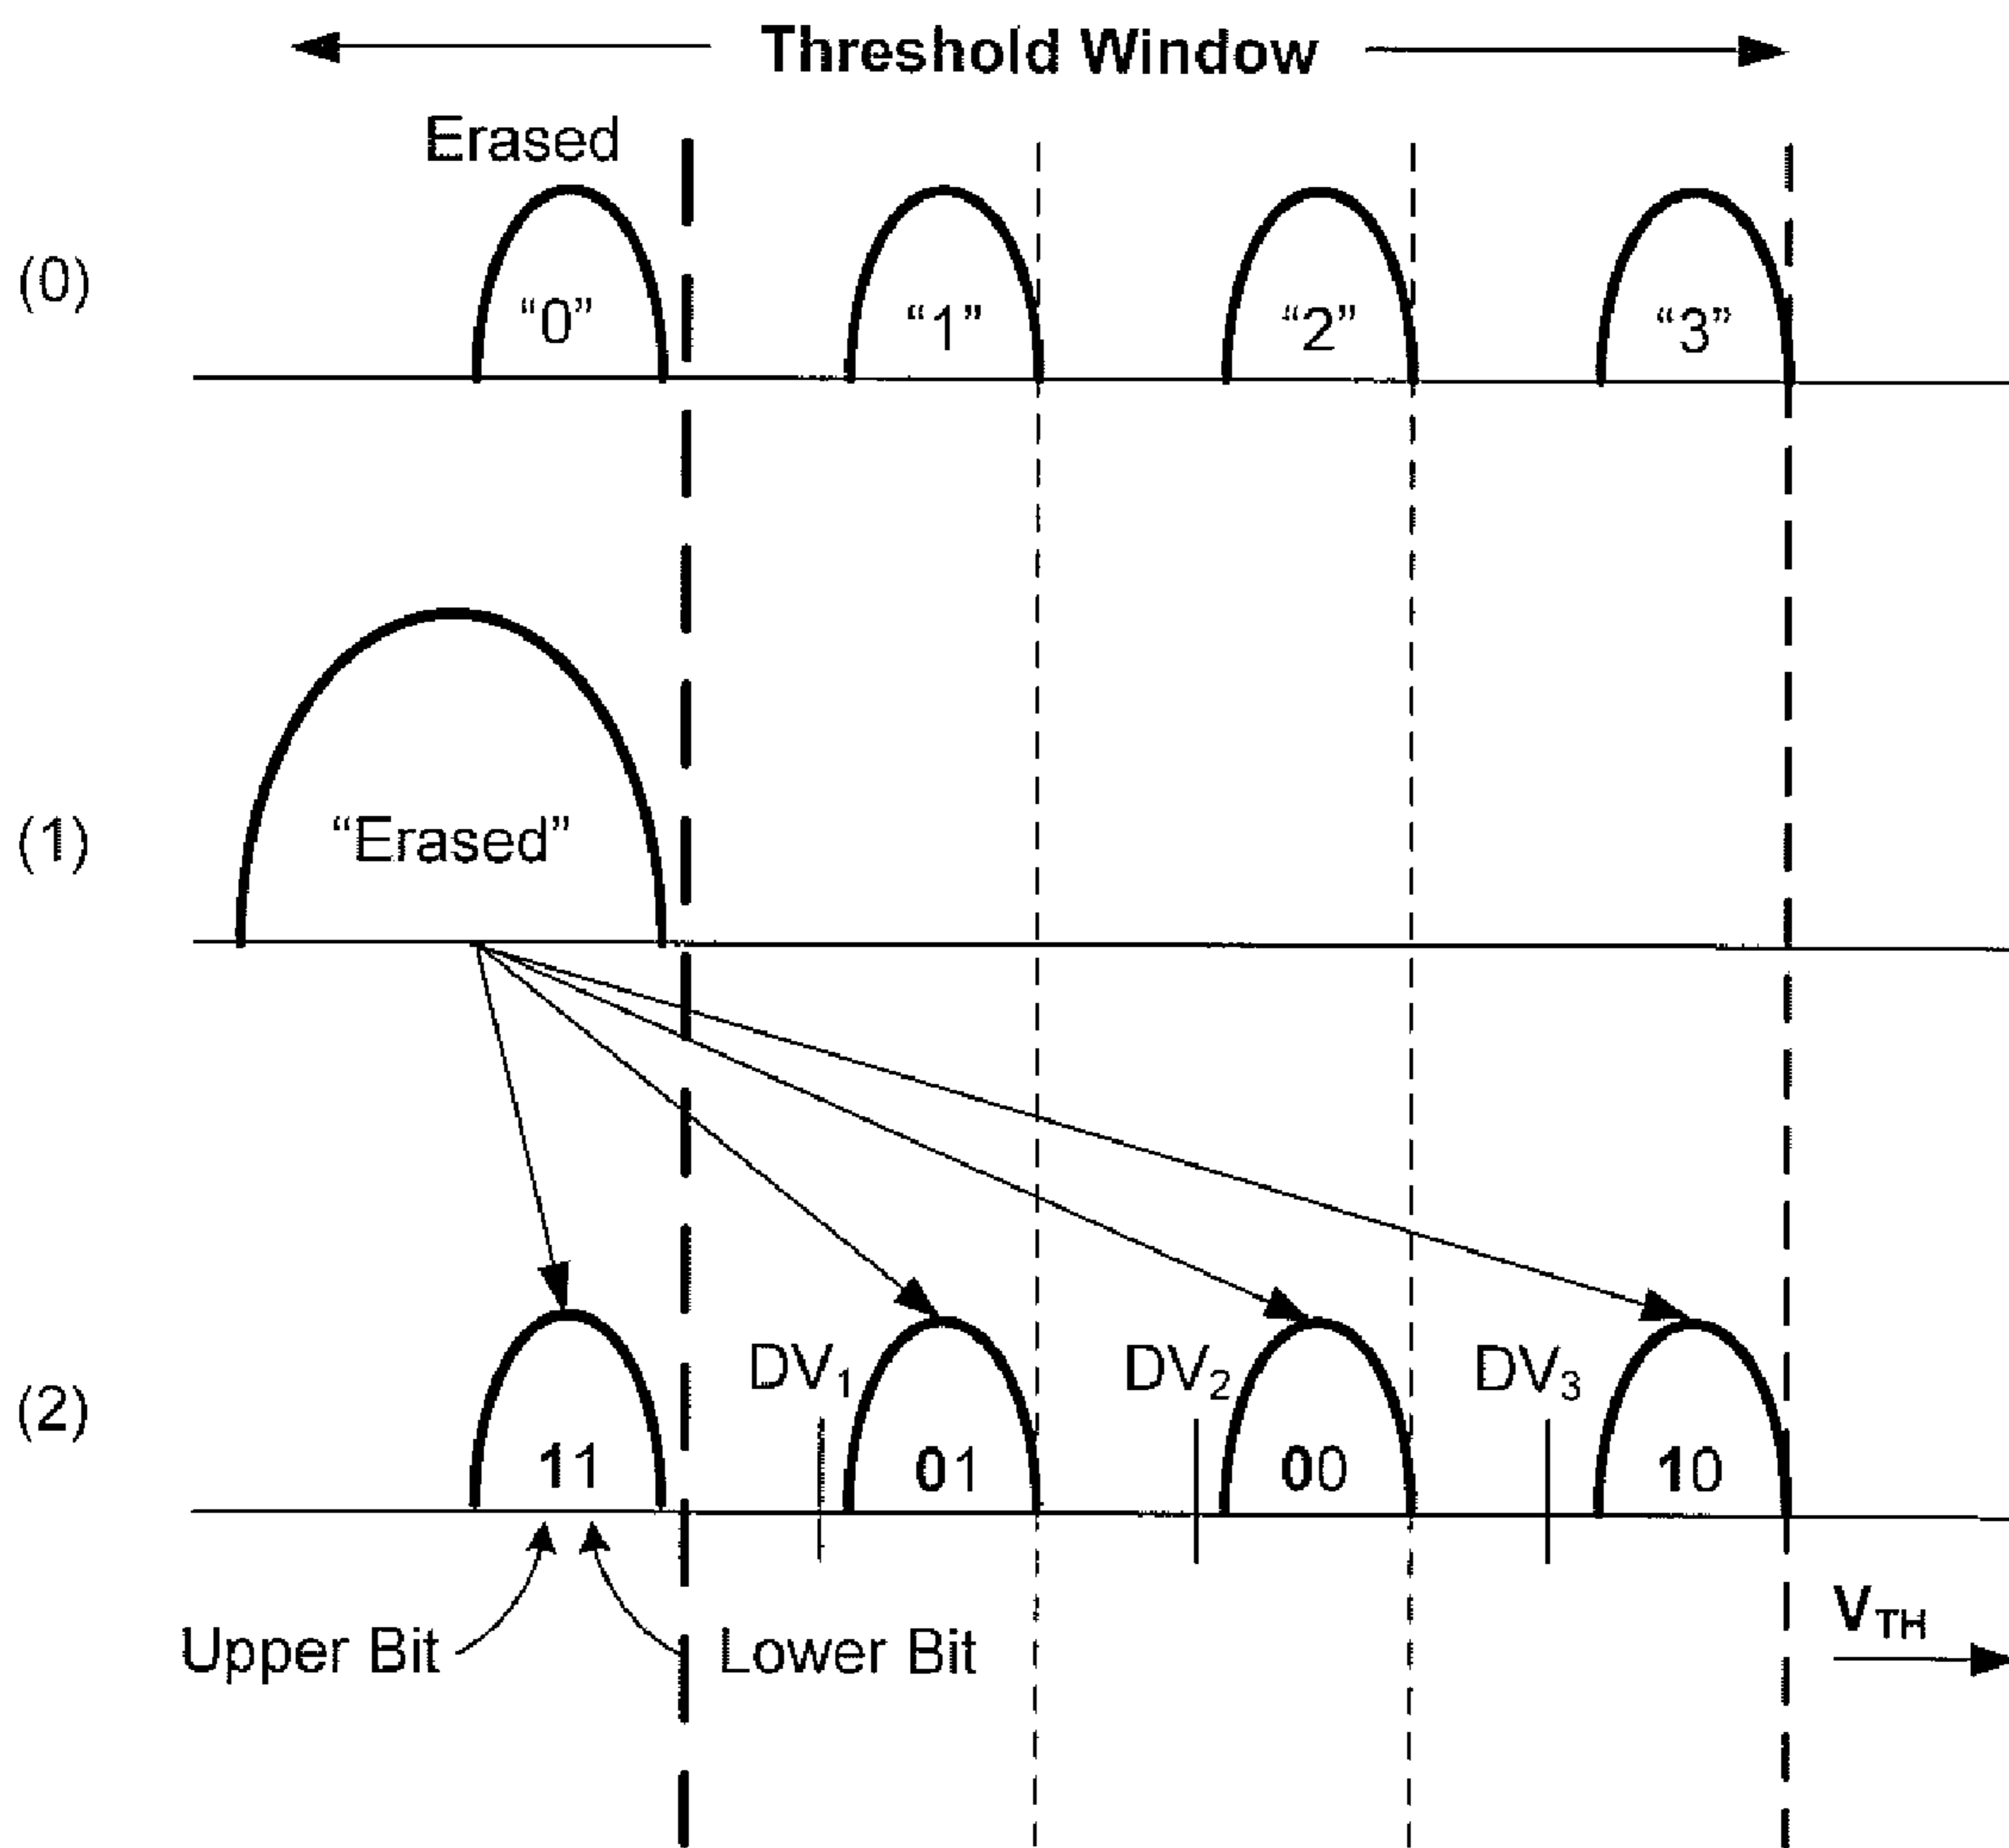 Threshold Window
Erased
(0)
“0” “1” “2” “3”
(1)
“Erased”
(2)
DV1 DV2 DV3
11 01 00 10
Upper Bit Lower Bit
VTH